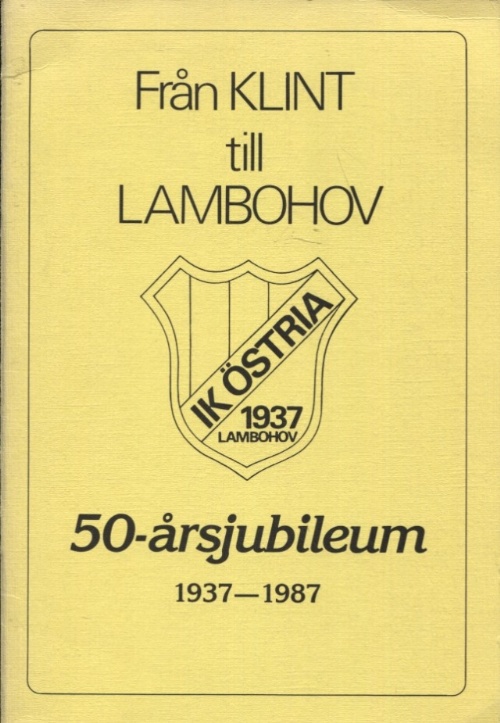 Från KLINT
till
LAMBOHOV
IK ÖSTRIA
1937
LAMBOHOV
50-årsjubileum
1937—1987